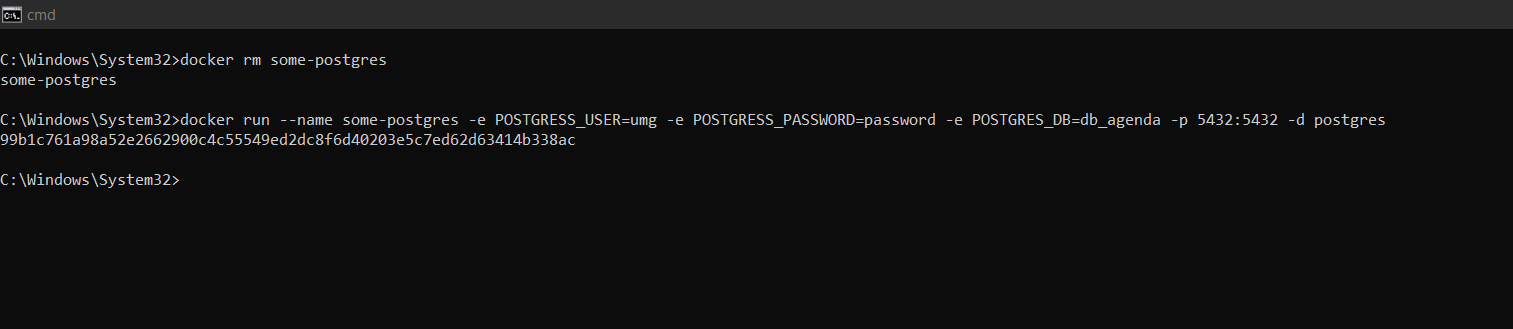 cmd
C:\Windows\System32>docker rm some-postgres
some-postgres
C:\Windows\System32>docker run --name some-postgres -e POSTGRESS_USER=umg -e POSTGRESS_PASSWORD=password -e POSTGRES_DB=db_agenda -p 5432:5432 -d postgres
99b1c761a98a52e2662900c4c55549ed2dc8f6d40203e5c7ed62d63414b338ac
C:\Windows\System32>